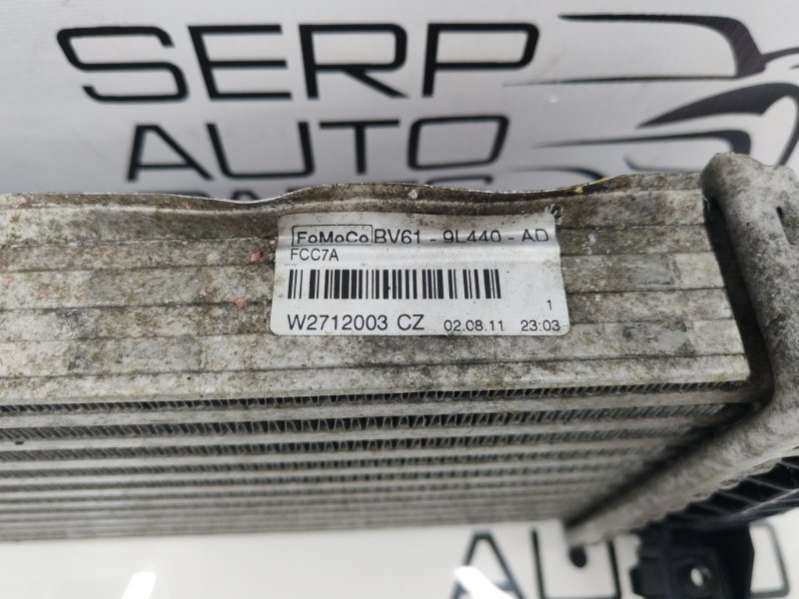 SERP
AUTO
FoMoCo BV61 - 9L440 - AD
FCC7A
1
W2712003 CZ 02.08.11 23:03